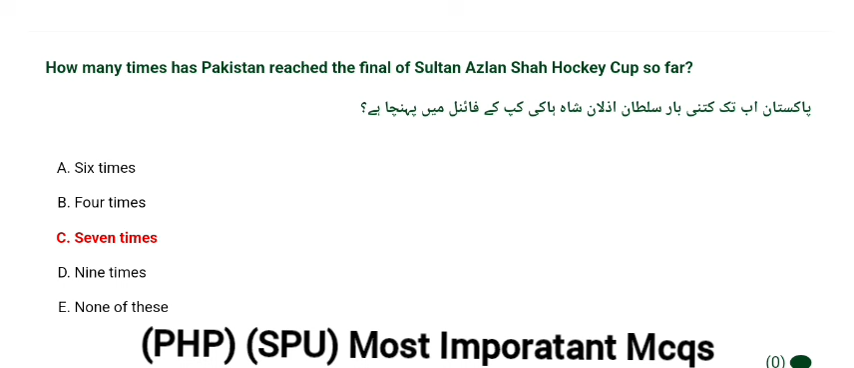 How many times has Pakistan reached the final of Sultan Azlan Shah Hockey Cup so far?
پاکستان اب تک کتنی بار سلطان اذلان شاہ ہاکی کپ کے فائنل میں پہنچا ہے؟
A. Six times
B. Four times
C. Seven times
D. Nine times
E. None of these
(PHP) (SPU) Most Imporatant Mcqs
(0)